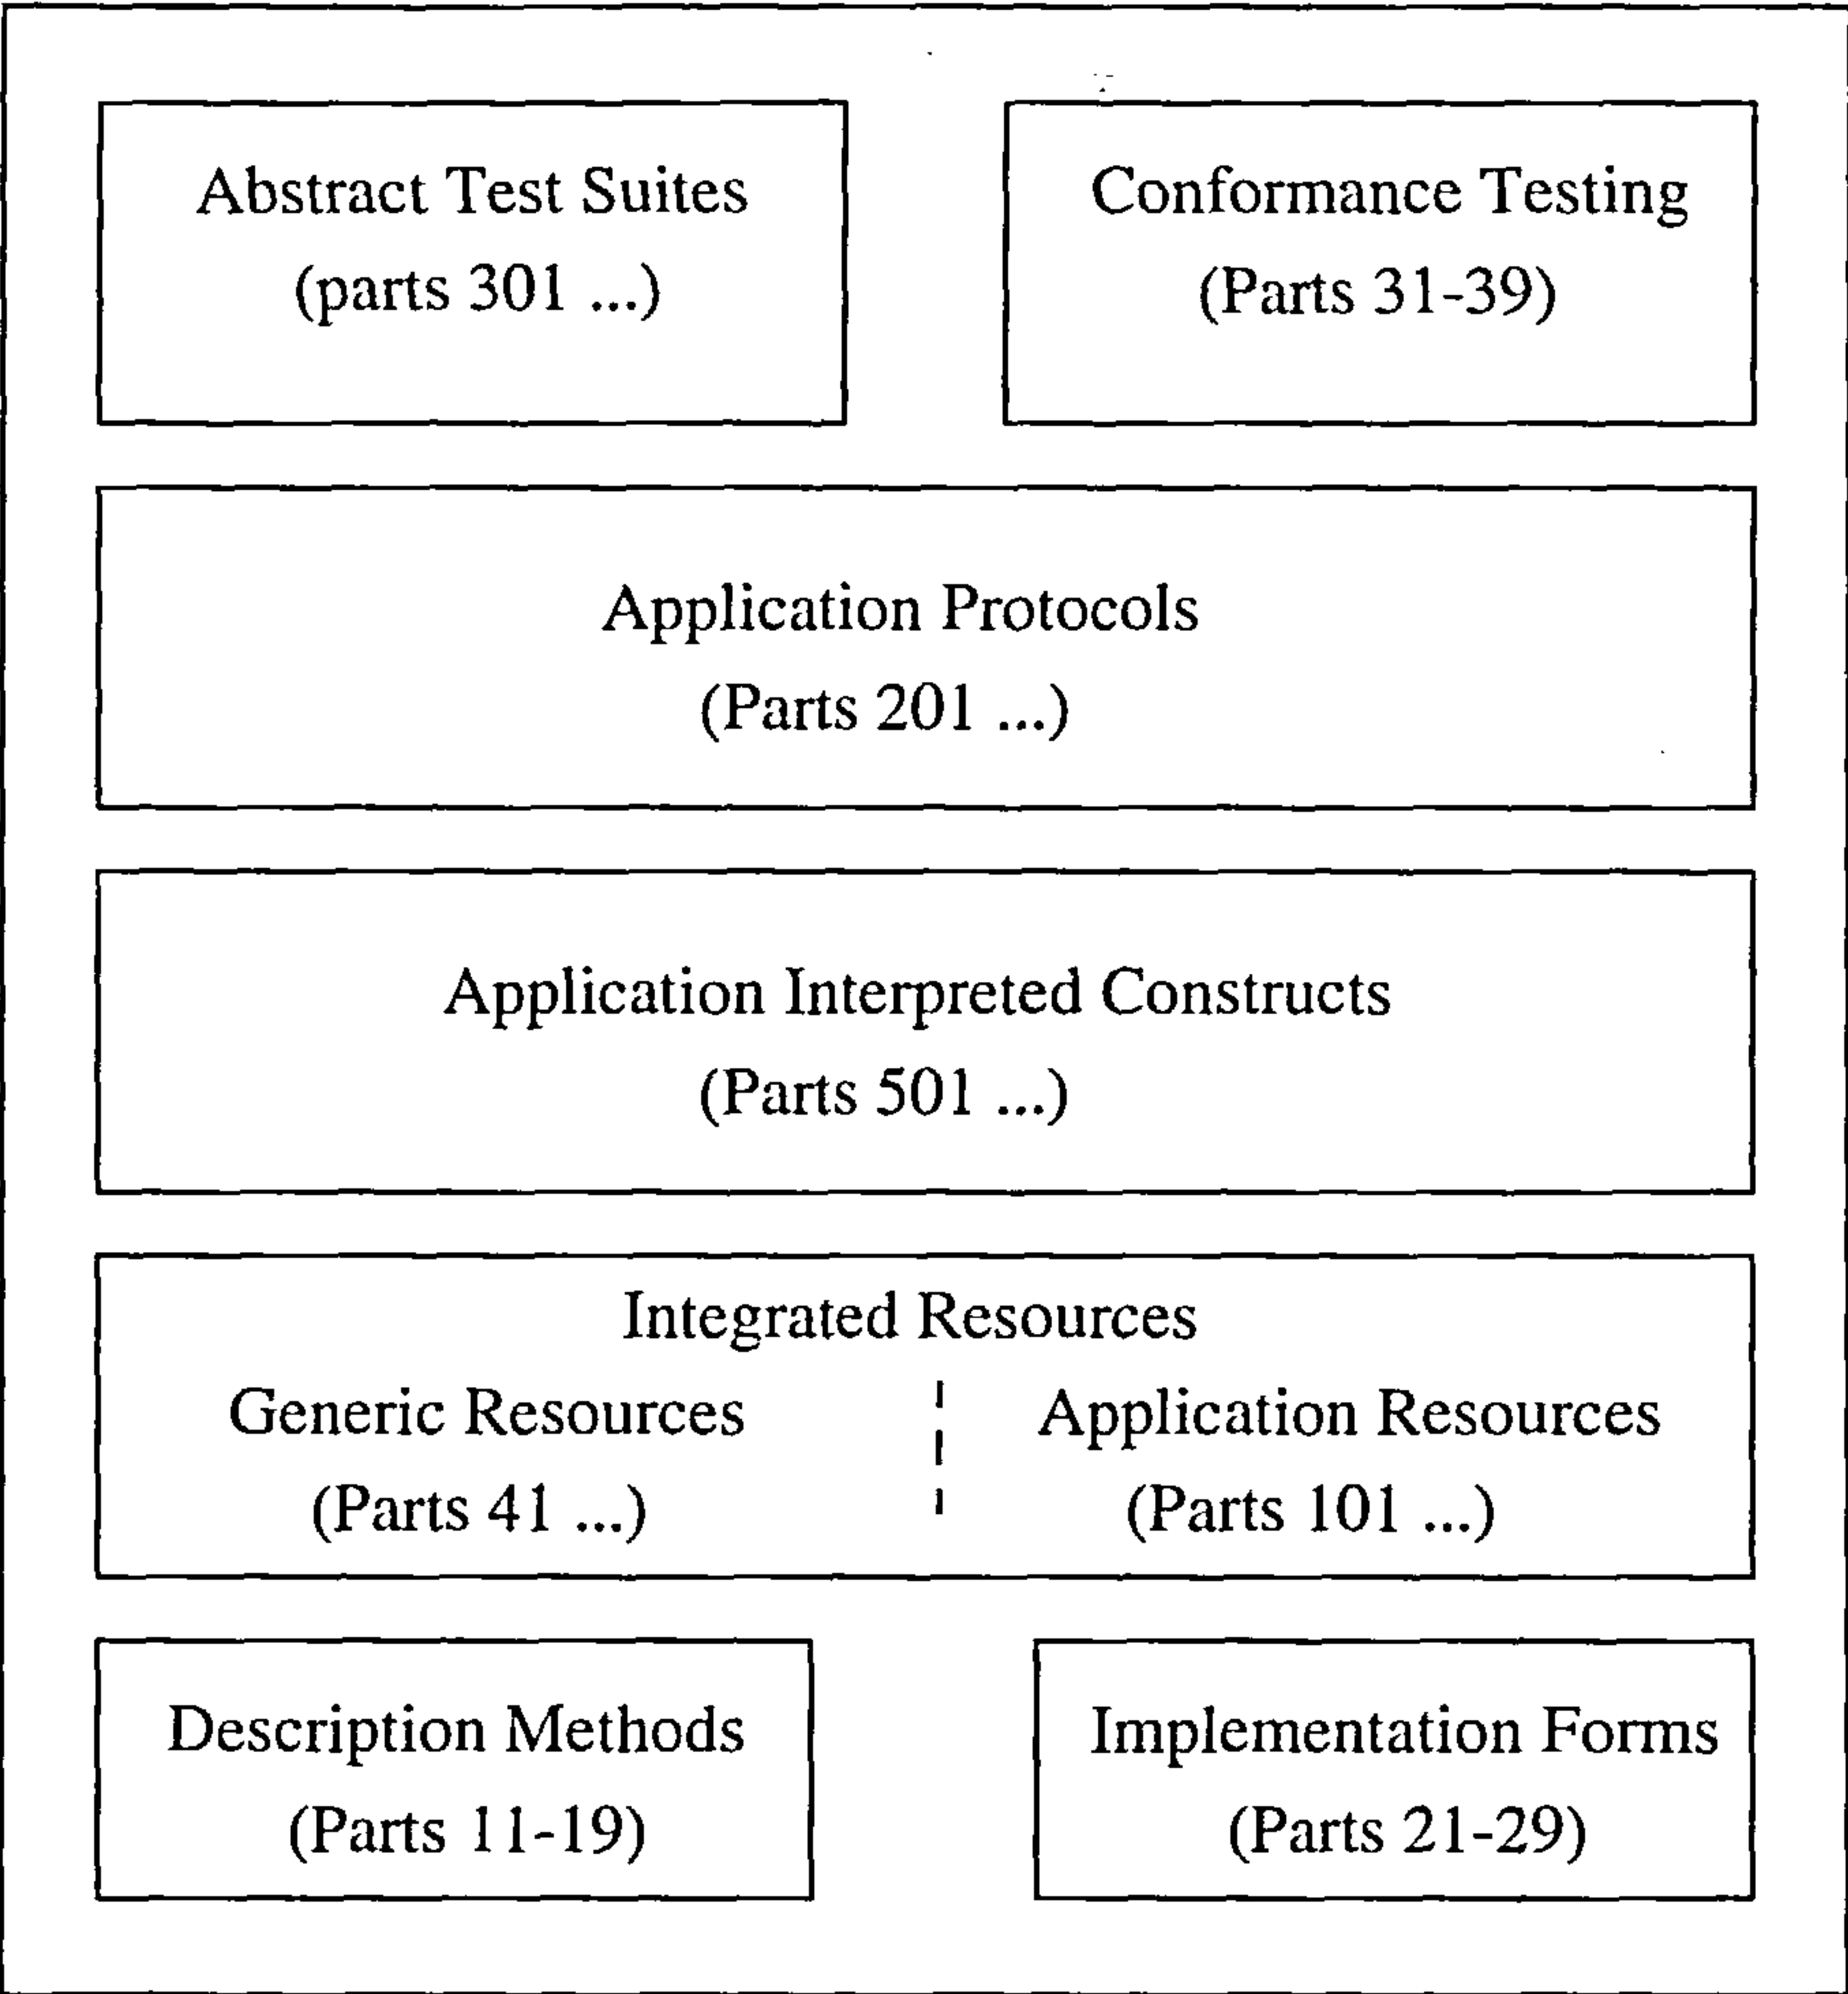 Abstract Test Suites
(parts 301 ...)
Conformance Testing
(Parts 31-39)
Application Protocols
(Parts 201 ...)
Application Interpreted Constructs
(Parts 501 ...)
Integrated Resources
Generic Resources
(Parts 41 ...)
Application Resources
(Parts 101 ...)
Description Methods
(Parts 11-19)
Implementation Forms
(Parts 21-29)